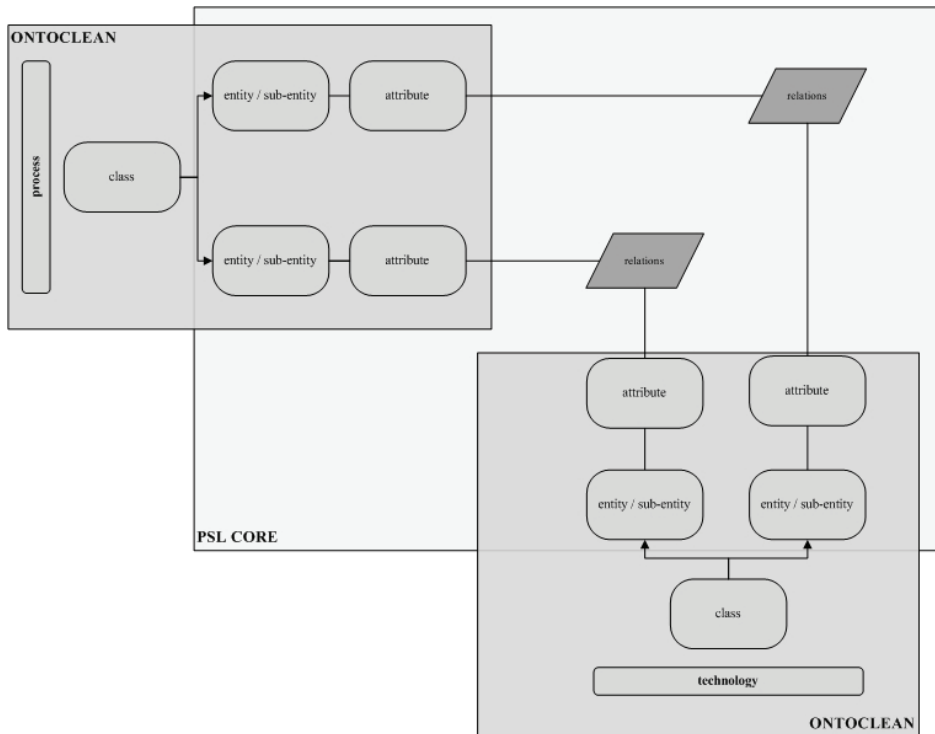 ONTOCLEAN
process
class
entity / sub-entity
attribute
relations
entity / sub-entity
attribute
relations
attribute
attribute
entity / sub-entity
entity / sub-entity
PSL CORE
class
technology
ONTOCLEAN